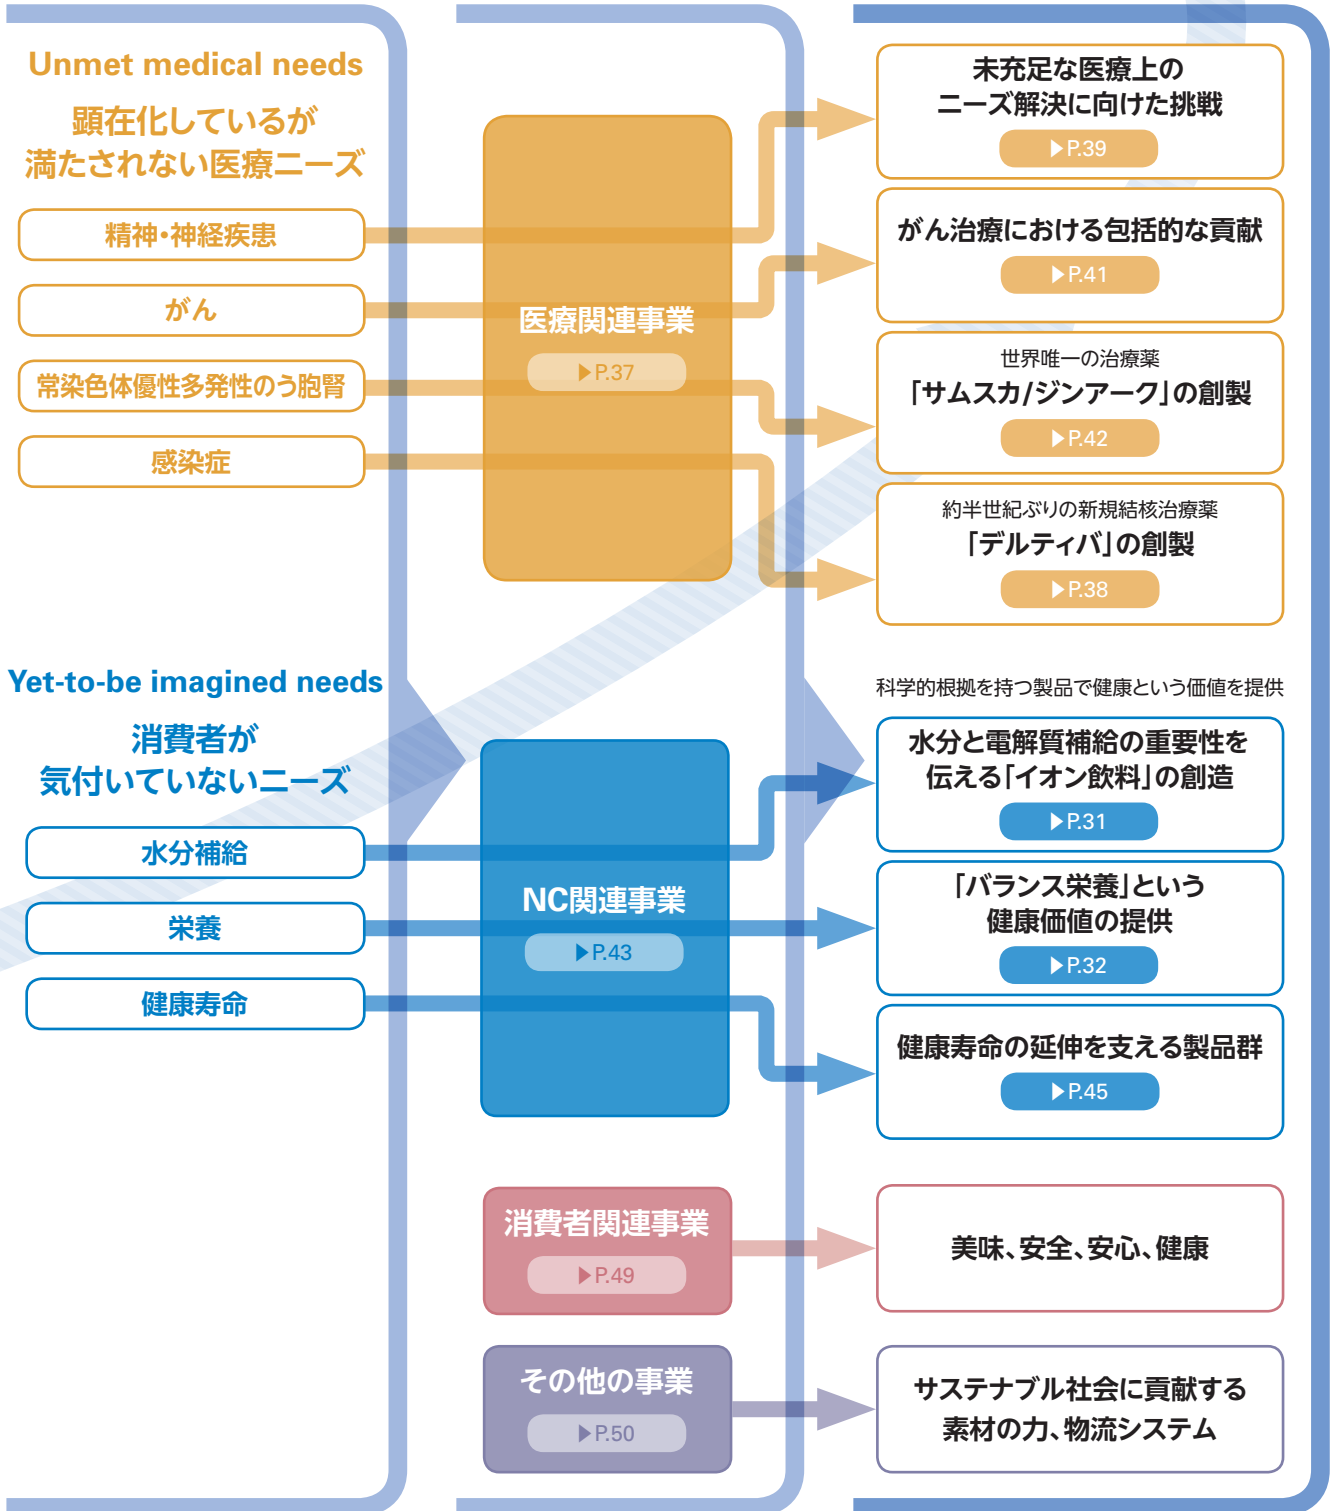 Unmet medical needs
顕在化しているが
満たされない医療ニーズ
精神・神経疾患
がん
常染色体優性多発性のう胞腎
感染症
Yet-to-be imagined needs
消費者が
気付いていないニーズ
水分補給
栄養
健康寿命
医療関連事業
▶P.37
NC関連事業
▶P.43
消費者関連事業
▶P.49
その他の事業
▶P.50
未充足な医療上の
ニーズ解決に向けた挑戦
▶P.39
がん治療における包括的な貢献
▶P.41
世界唯一の治療薬
「サムスカ/ジンアーク」の創製
▶P.42
約半世紀ぶりの新規結核治療薬
「デルティバ」の創製
▶P.38
科学的根拠を持つ製品で健康という価値を提供
水分と電解質補給の重要性を
伝える「イオン飲料」の創造
▶P.31
「バランス栄養」という
健康価値の提供
▶P.32
健康寿命の延伸を支える製品群
▶P.45
美味、安全、安心、健康
サステナブル社会に貢献する
素材の力、物流システム